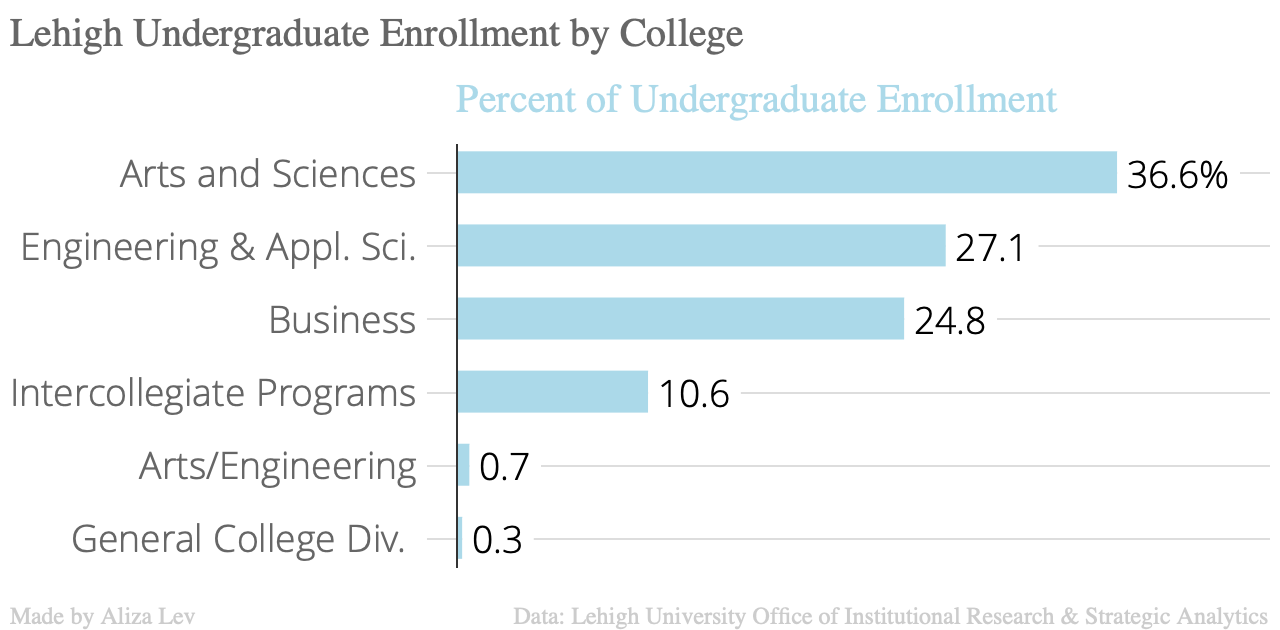 Lehigh Undergraduate Enrollment by College
Percent of Undergraduate Enrollment
Arts and Sciences 36.6%
Engineering & Appl. Sci. 27.1
Business 24.8
Intercollegiate Programs 10.6
Arts/Engineering 0.7
General College Div. 0.3
Made by Aliza Lev
Data: Lehigh University Office of Institutional Research & Strategic Analytics